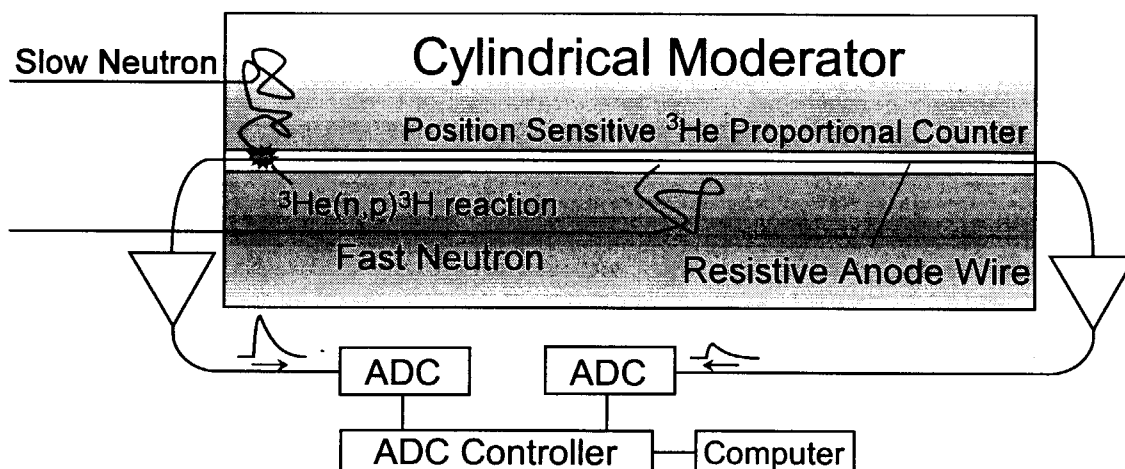 Cylindrical Moderator
Slow Neutron
Position Sensitive ³He Proportional Counter
³He(n,p)³H reaction
Fast Neutron
Resistive Anode Wire
ADC
ADC
ADC Controller
Computer